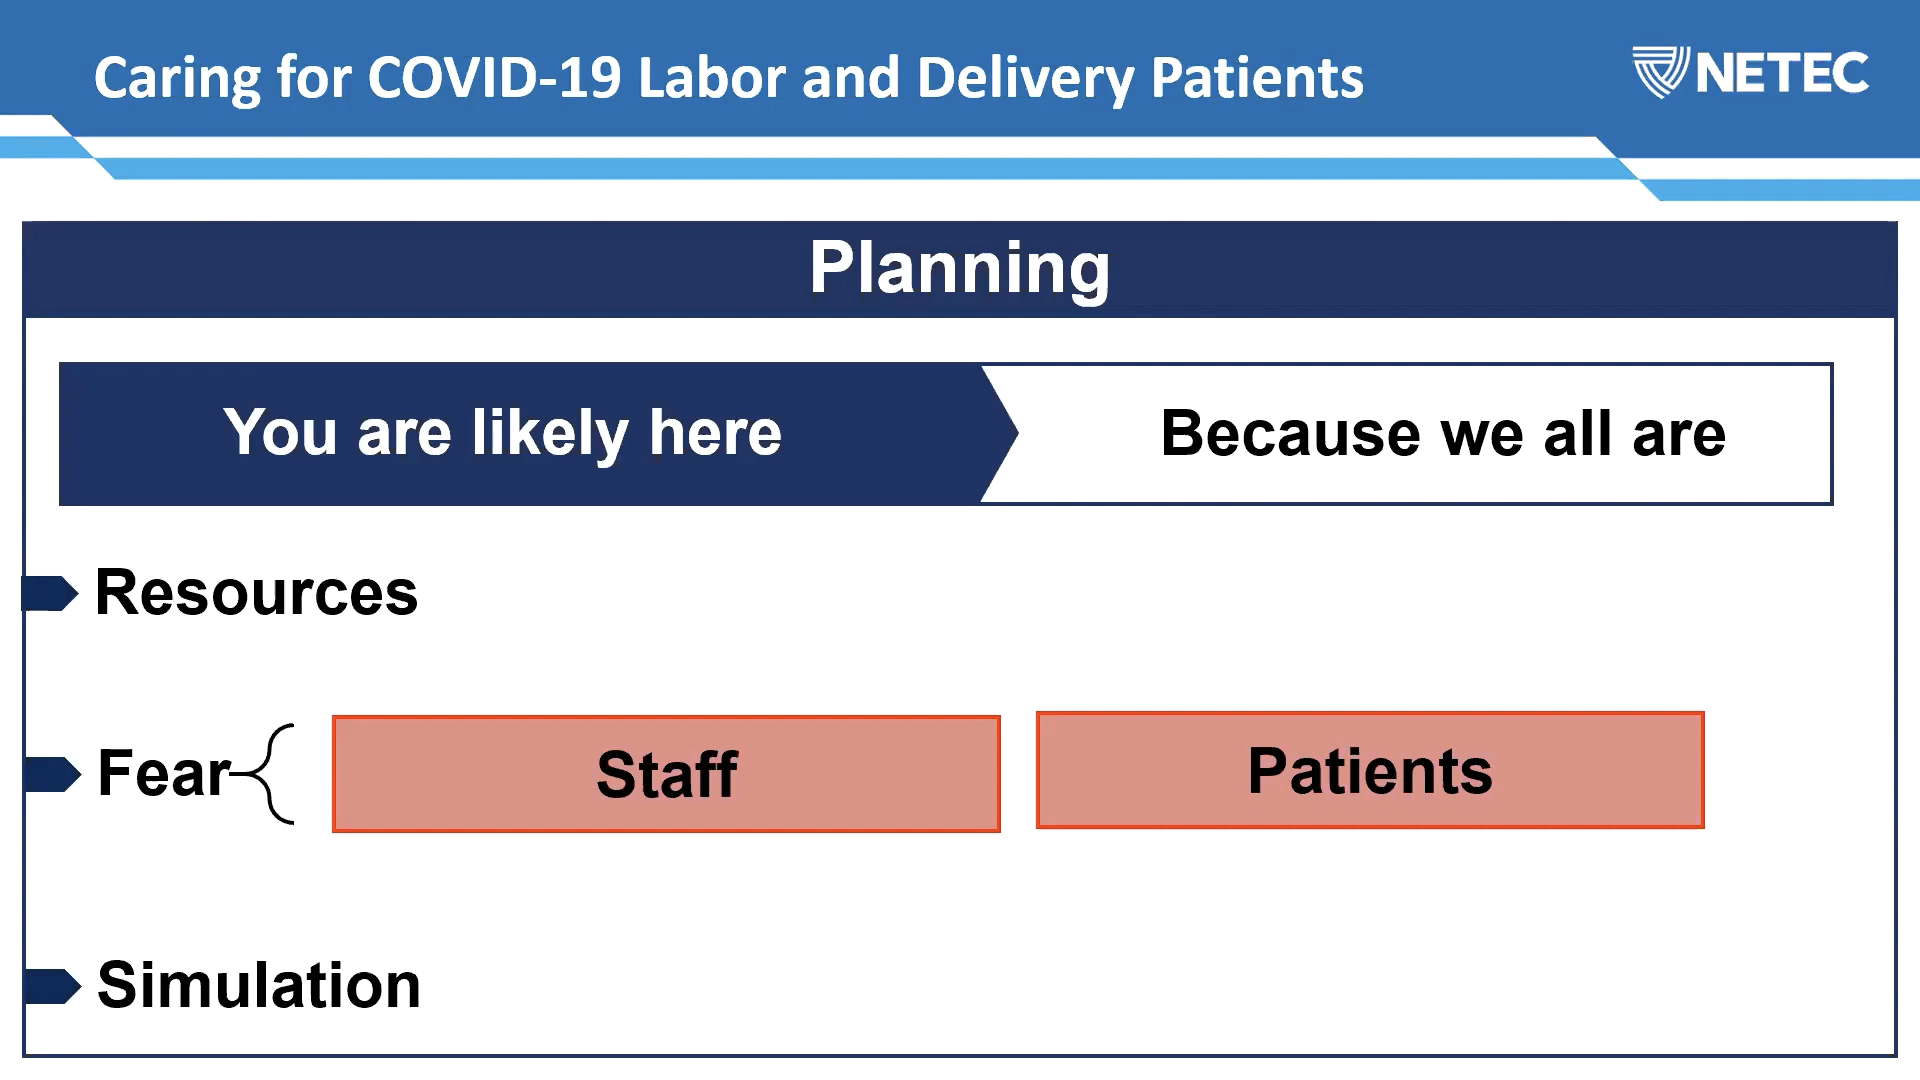 Caring for COVID-19 Labor and Delivery Patients
NETEC
Planning
You are likely here
Because we all are
Resources
Fear
Staff
Patients
Simulation